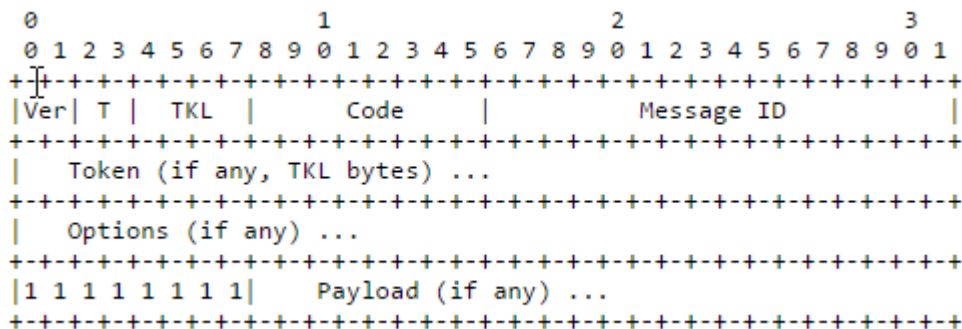 0                   1                   2                   3
 0 1 2 3 4 5 6 7 8 9 0 1 2 3 4 5 6 7 8 9 0 1 2 3 4 5 6 7 8 9 0 1
+-+-+-+-+-+-+-+-+-+-+-+-+-+-+-+-+-+-+-+-+-+-+-+-+-+-+-+-+-+-+-+-+
|Ver| T |  TKL  |      Code     |          Message ID           |
+-+-+-+-+-+-+-+-+-+-+-+-+-+-+-+-+-+-+-+-+-+-+-+-+-+-+-+-+-+-+-+-+
|   Token (if any, TKL bytes) ...
+-+-+-+-+-+-+-+-+-+-+-+-+-+-+-+-+-+-+-+-+-+-+-+-+-+-+-+-+-+-+-+-+
|   Options (if any) ...
+-+-+-+-+-+-+-+-+-+-+-+-+-+-+-+-+-+-+-+-+-+-+-+-+-+-+-+-+-+-+-+-+
|1 1 1 1 1 1 1 1|    Payload (if any) ...
+-+-+-+-+-+-+-+-+-+-+-+-+-+-+-+-+-+-+-+-+-+-+-+-+-+-+-+-+-+-+-+-+